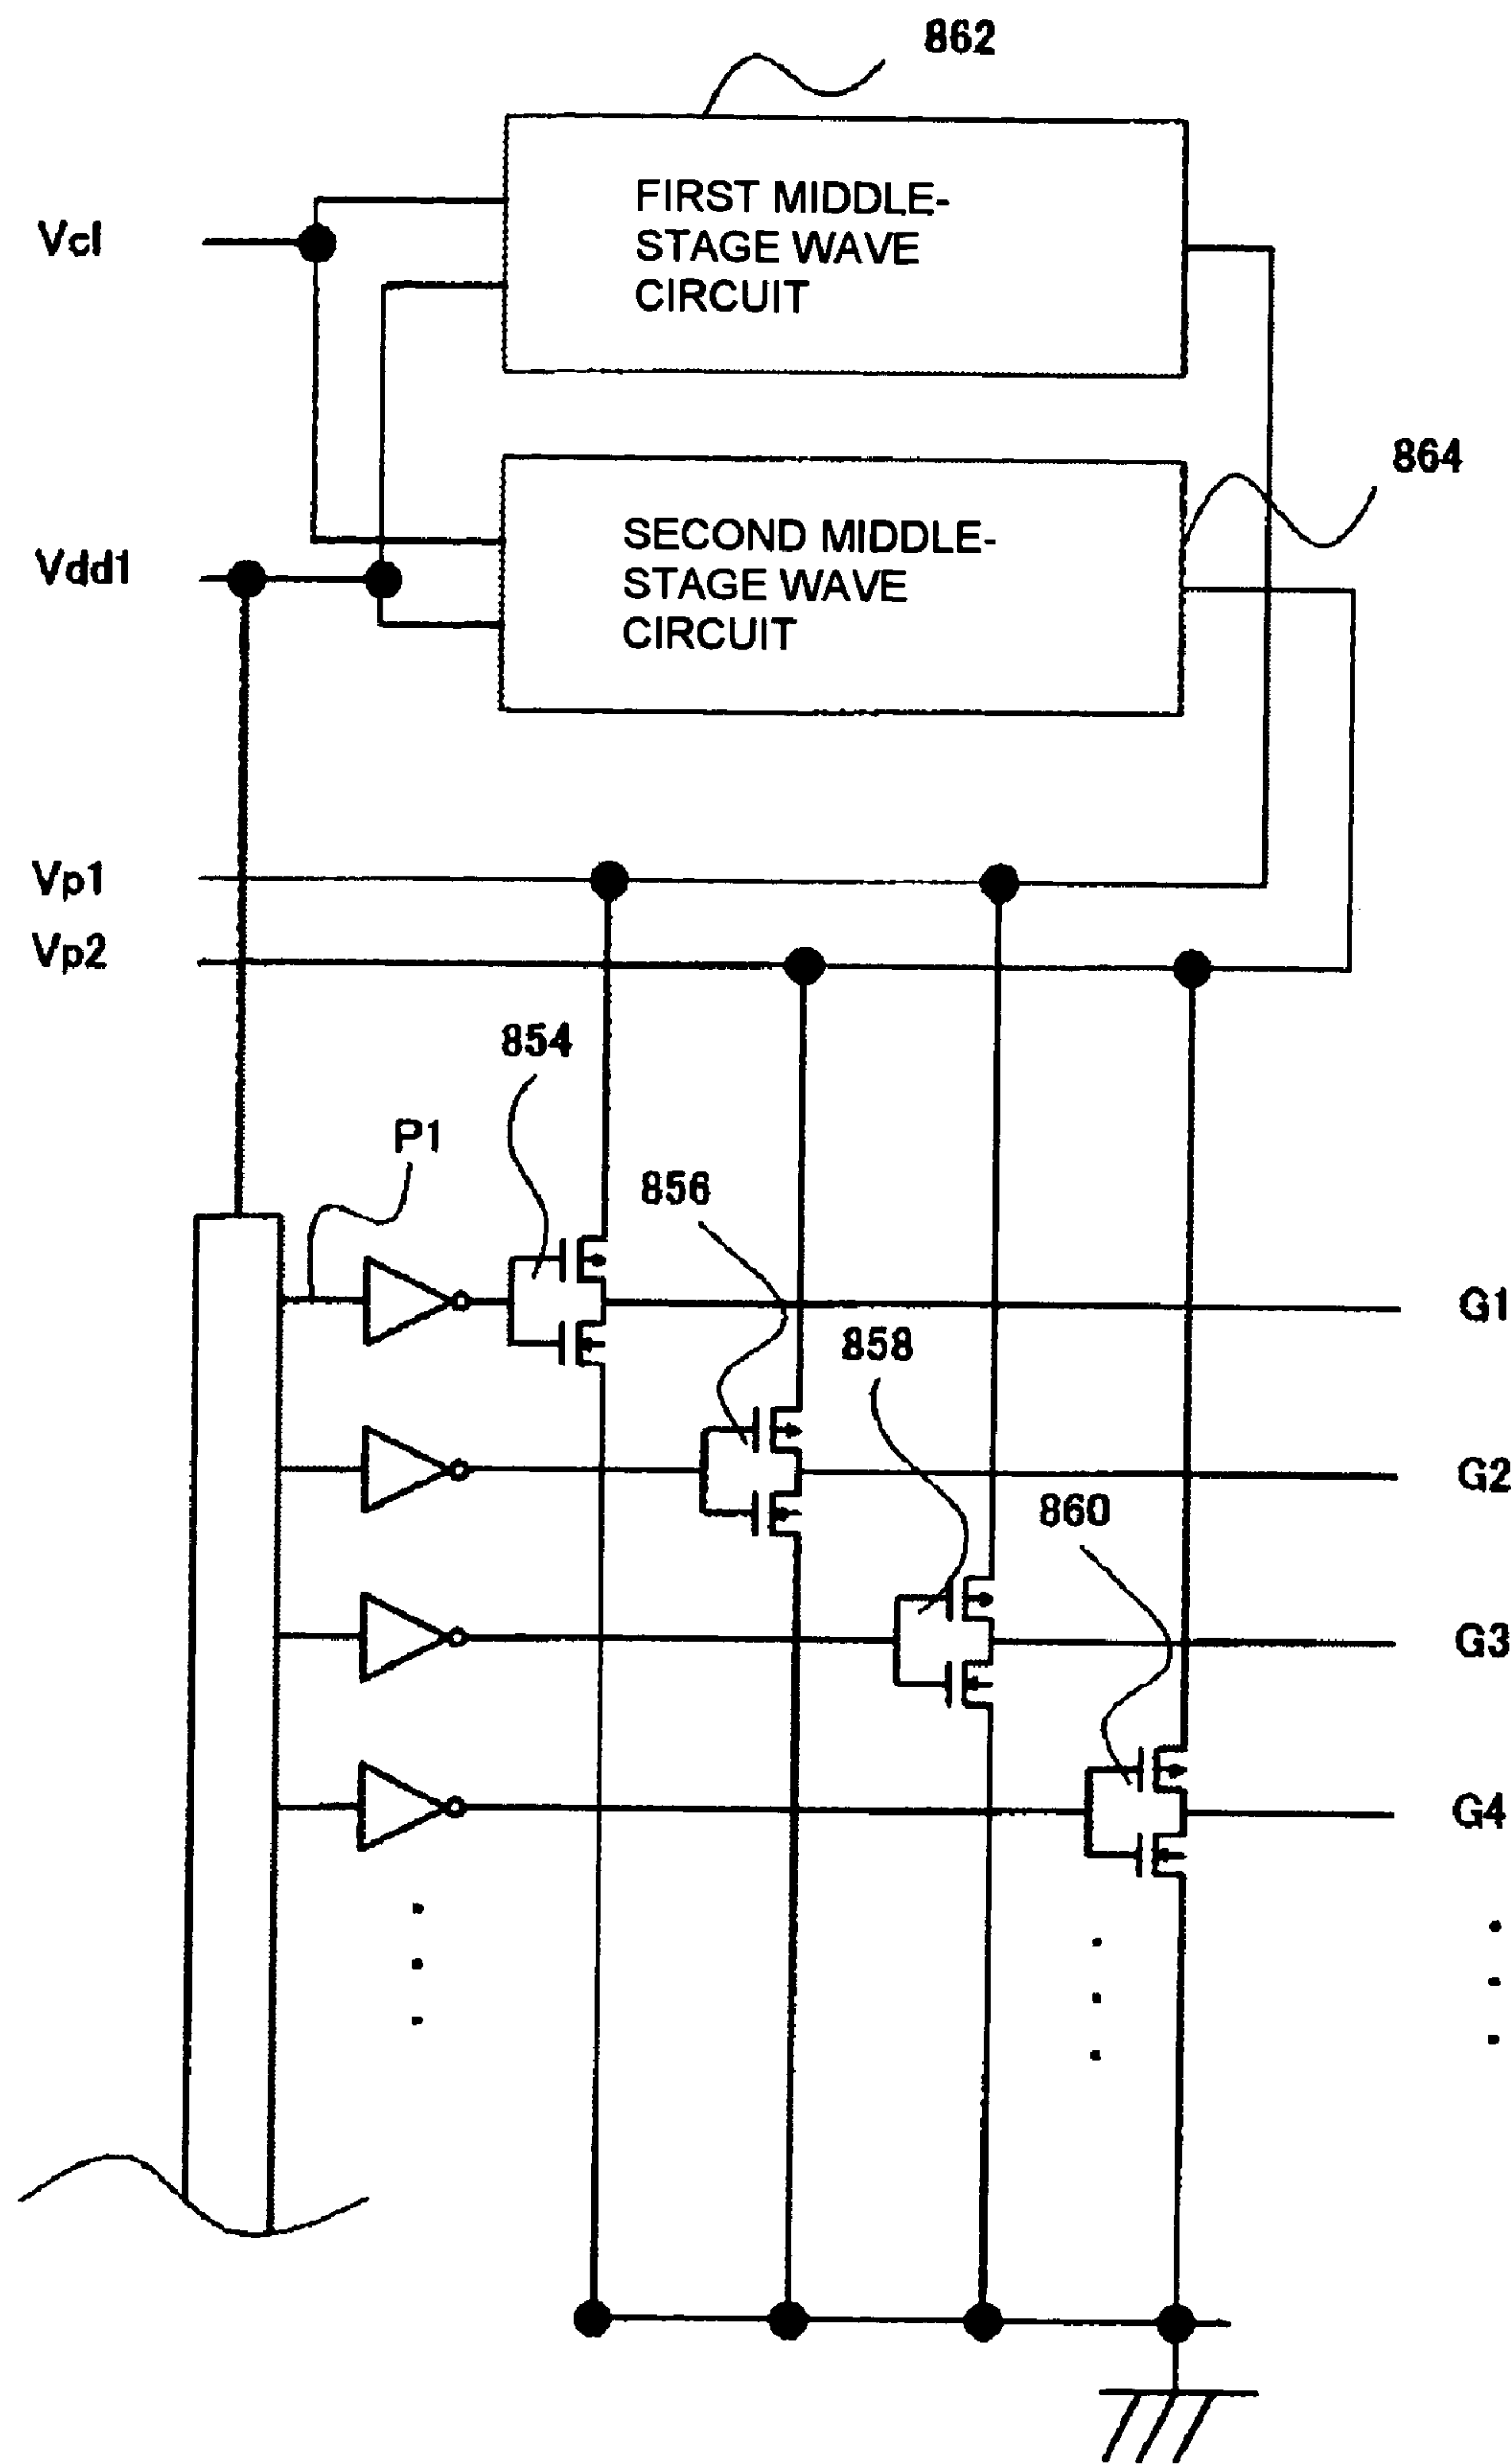 862
FIRST MIDDLE-
STAGE WAVE
CIRCUIT
Vcl
864
SECOND MIDDLE-
STAGE WAVE
CIRCUIT
Vdd1
Vp1
Vp2
854
P1
856
G1
858
G2
860
G3
G4